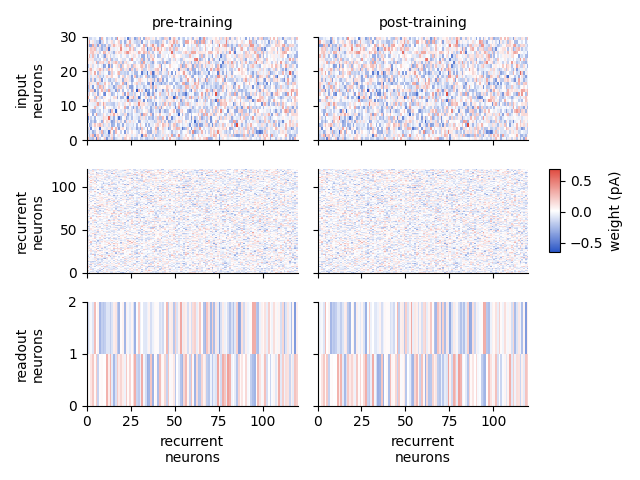 pre-training
post-training
input
neurons
30
20
10
0
recurrent
neurons
100
50
0
0.5
0.0
−0.5
weight (pA)
readout
neurons
2
1
0
0 25 50 75 100
0 25 50 75 100
recurrent
neurons
recurrent
neurons